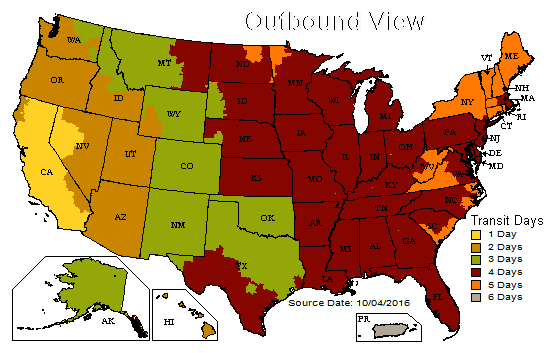 Outbound View
WA
MT
ND
MN
VT
ME
OR
ID
SD
WI
MI
NY
NH
MA
RI
CT
WY
NE
IA
PA
NJ
DE
MD
NV
UT
CO
KS
MO
IL
IN
OH
WV
VA
KY
CA
AZ
NM
OK
AR
TN
NC
SC
TX
LA
MS
AL
GA
FL
AK
HI
PR
Source Date: 10/04/2016
Transit Days
1 Day
2 Days
3 Days
4 Days
5 Days
6 Days